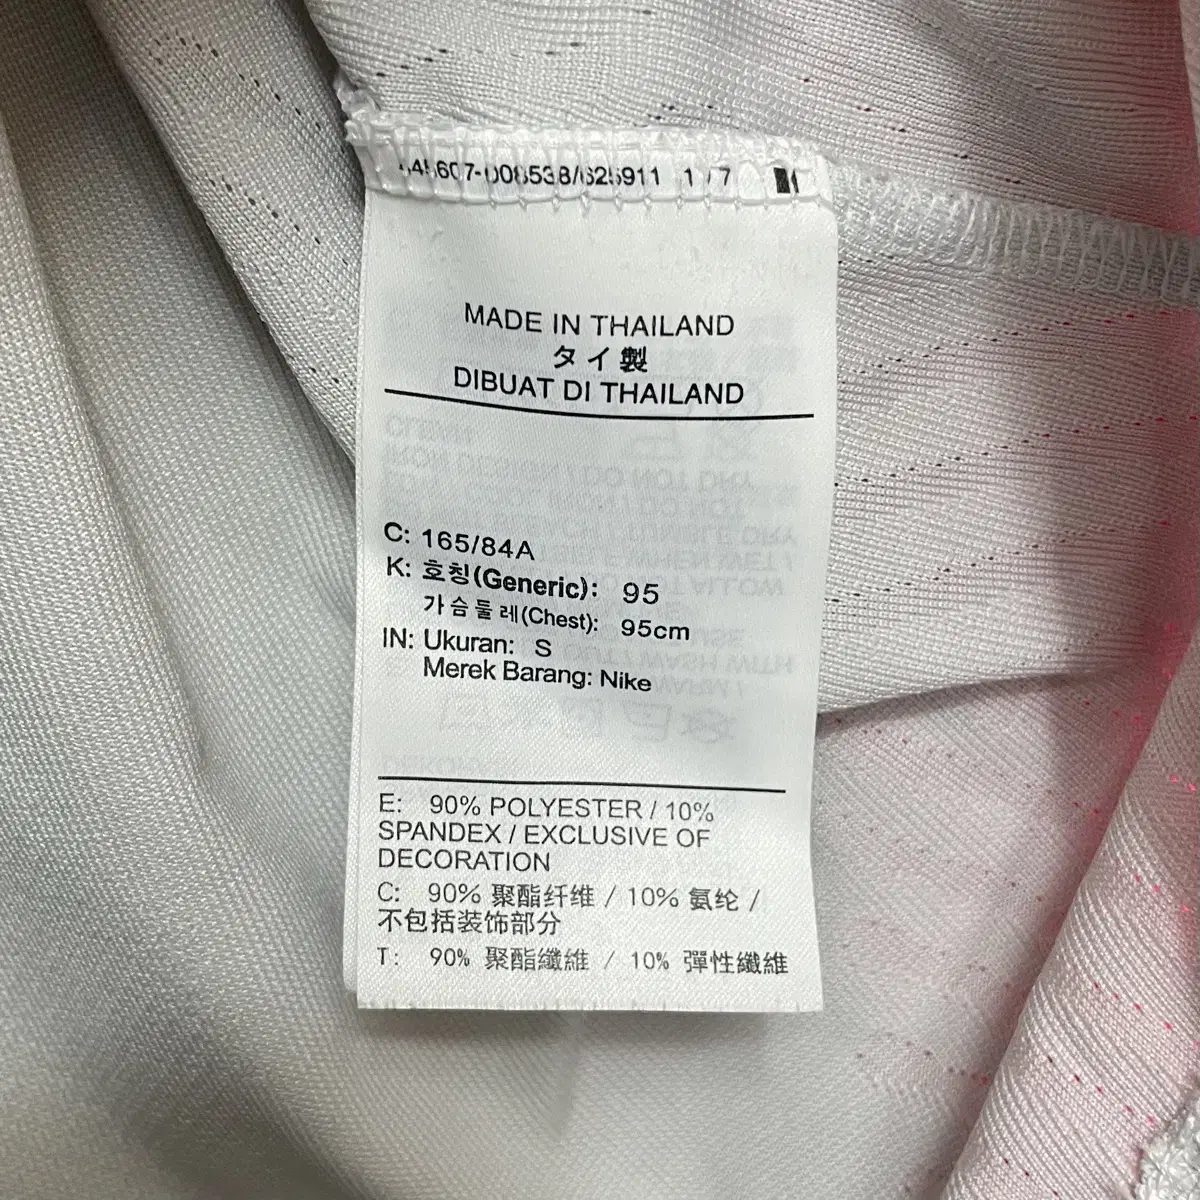 MADE IN THAILAND
タイ製
DIBUAT DI THAILAND
C: 165/84A
K: 호칭(Generic): 95
가슴둘레(Chest): 95cm
IN: Ukuran: S
Merek Barang: Nike
E: 90% POLYESTER / 10%
SPANDEX / EXCLUSIVE OF
DECORATION
C: 90% 聚酯纤维 / 10% 氨纶 /
不包括装饰部分
T: 90% 聚酯纖維 / 10% 彈性纖維